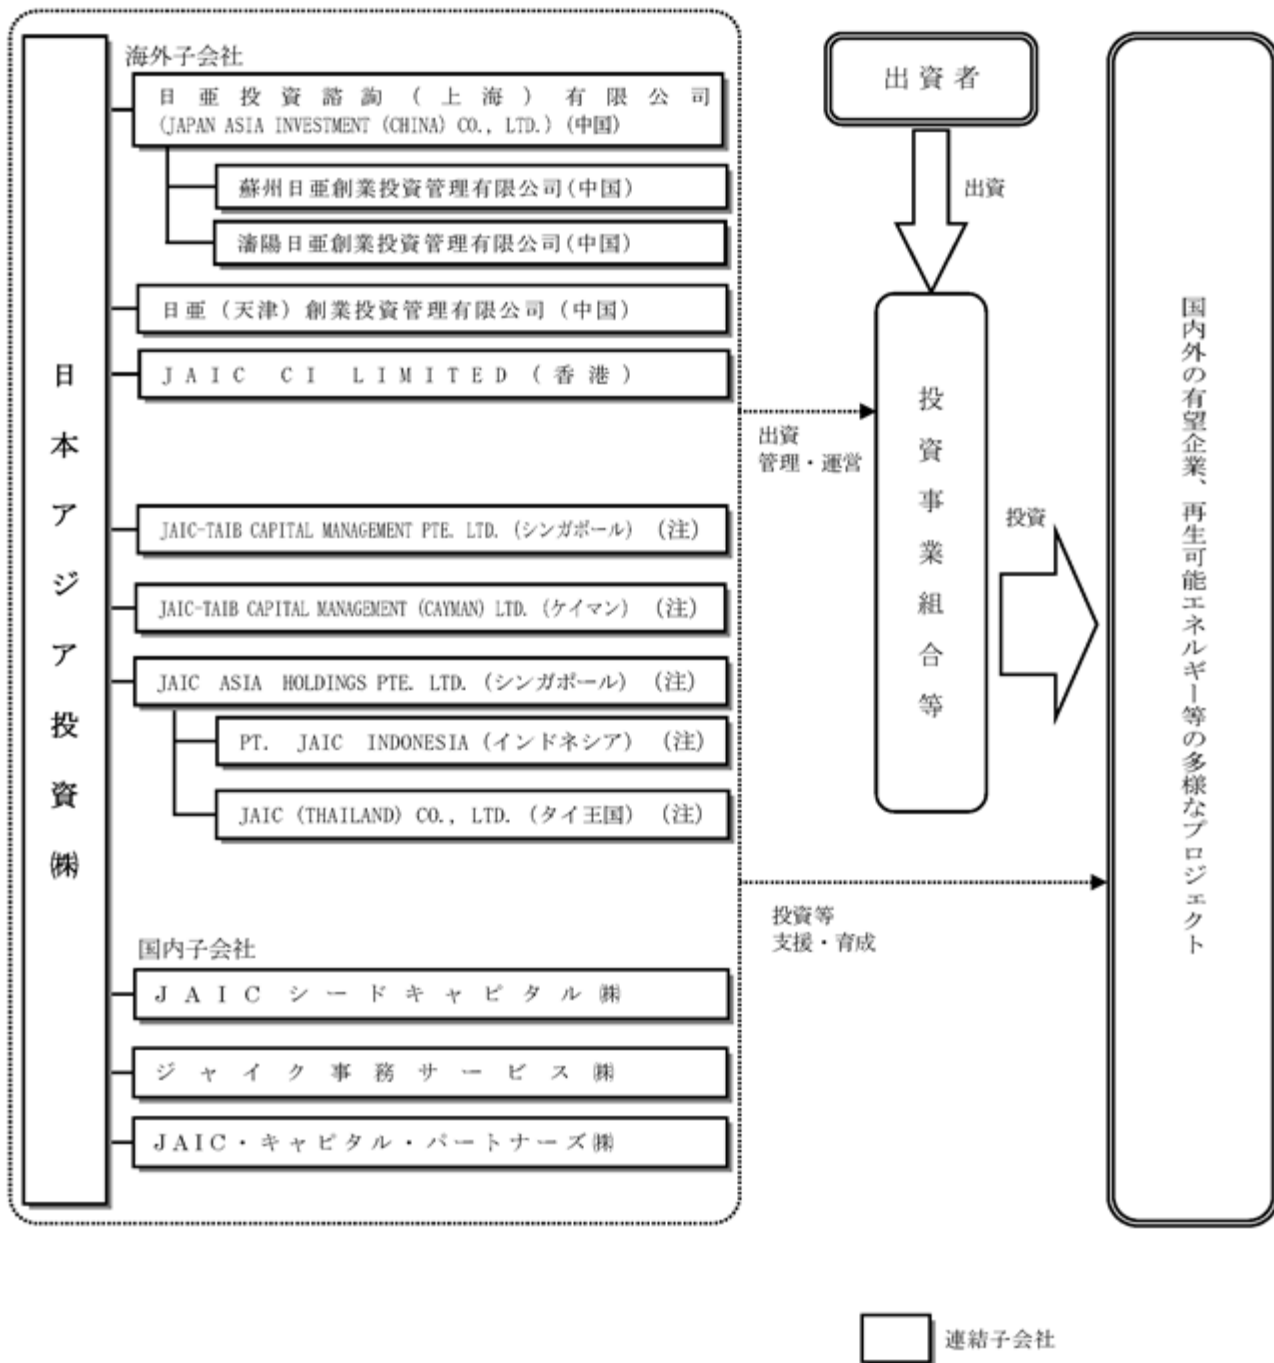 海外子会社
日亜投資諮詢(上海)有限公司
(JAPAN ASIA INVESTMENT (CHINA) CO., LTD.) (中国)
蘇州日亜創業投資管理有限公司(中国)
瀋陽日亜創業投資管理有限公司(中国)
日亜(天津)創業投資管理有限公司(中国)
JAIC CI LIMITED(香港)
JAIC-TAIB CAPITAL MANAGEMENT PTE. LTD. (シンガポール) (注)
JAIC-TAIB CAPITAL MANAGEMENT (CAYMAN) LTD. (ケイマン) (注)
JAIC ASIA HOLDINGS PTE. LTD. (シンガポール) (注)
PT. JAIC INDONESIA (インドネシア) (注)
JAIC (THAILAND) CO., LTD. (タイ王国) (注)
国内子会社
JAICシードキャピタル㈱
ジャイク事務サービス㈱
JAIC・キャピタル・パートナーズ㈱
日本アジア投資㈱
出資者
出資
出資
管理・運営
投資事業組合等
投資
投資等
支援・育成
国内外の有望企業、再生可能エネルギー等の多様なプロジェクト
連結子会社